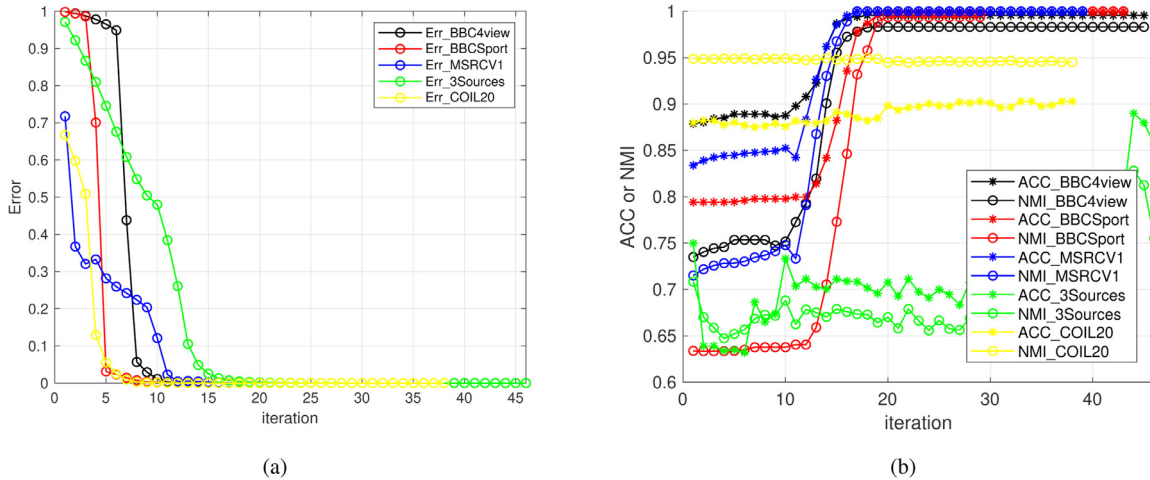 1
0.9
0.8
0.7
0.6
0.5
0.4
0.3
0.2
0.1
0
Error
0 5 10 15 20 25 30 35 40 45
iteration
Err_BBC4view
Err_BBCSport
Err_MSRCV1
Err_3Sources
Err_COIL20
(a)
1
0.95
0.9
0.85
0.8
0.75
0.7
0.65
0.6
ACC or NMI
0 10 20 30 40
iteration
ACC_BBC4view
NMI_BBC4view
ACC_BBCSport
NMI_BBCSport
ACC_MSRCV1
NMI_MSRCV1
ACC_3Sources
NMI_3Sources
ACC_COIL20
NMI_COIL20
(b)